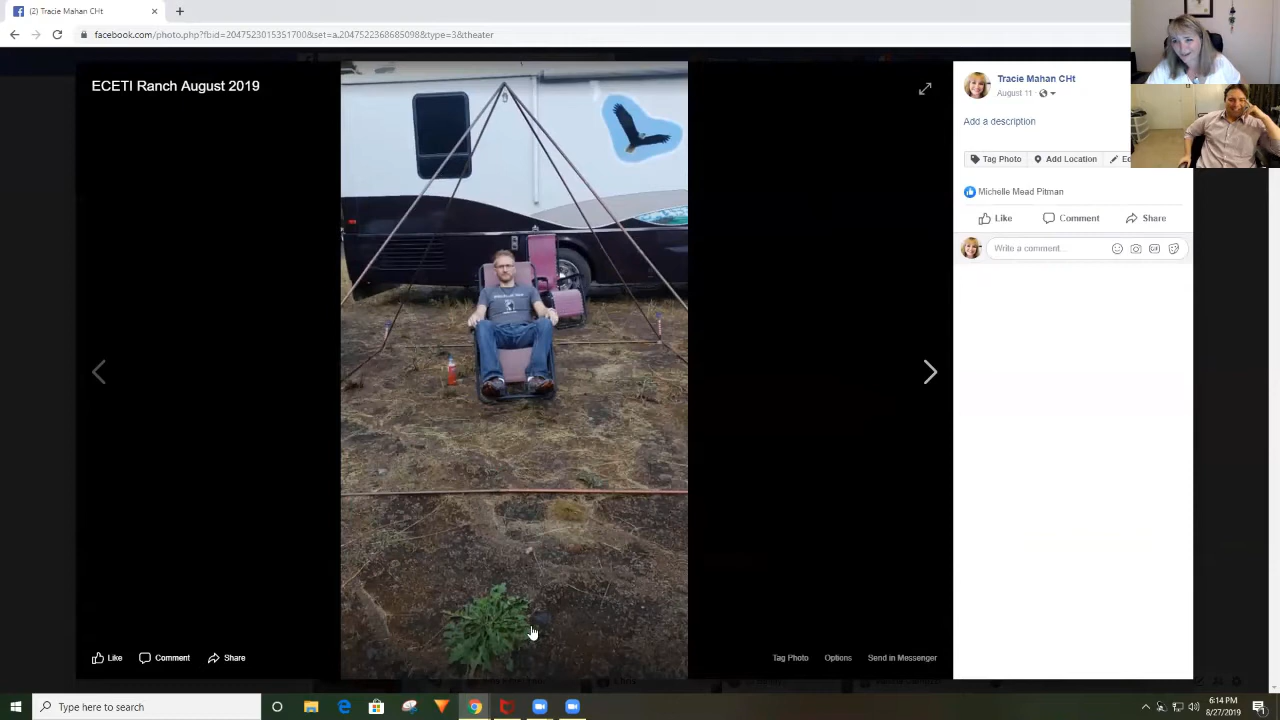 (2) Tracie Mahan CHt
facebook.com/photo.php?fbid=2047523015351700&set=a.2047522368685098&type=3&theater
ECETI Ranch August 2019
Tracie Mahan CHt
August 11
Add a description
Tag Photo Add Location
Michelle Mead Pitman
Like Comment Share
Write a comment...
GIF
Like Comment Share
Tag Photo Options Send in Messenger
Type here to search
6:14 PM
8/27/2019